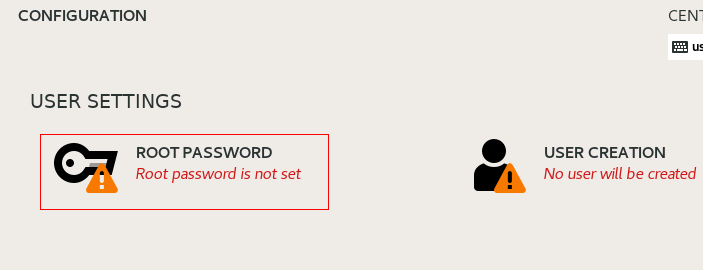 CONFIGURATION
CENT
us
USER SETTINGS
ROOT PASSWORD
Root password is not set
USER CREATION
No user will be created